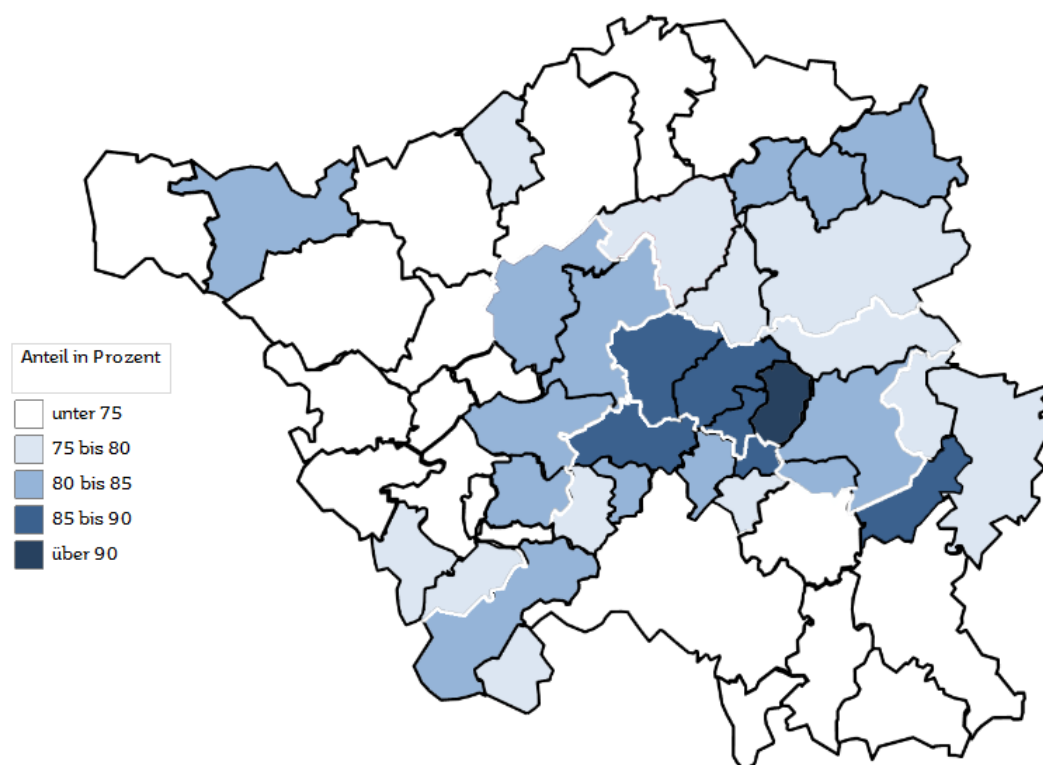 Anteil in Prozent
unter 75
75 bis 80
80 bis 85
85 bis 90
über 90